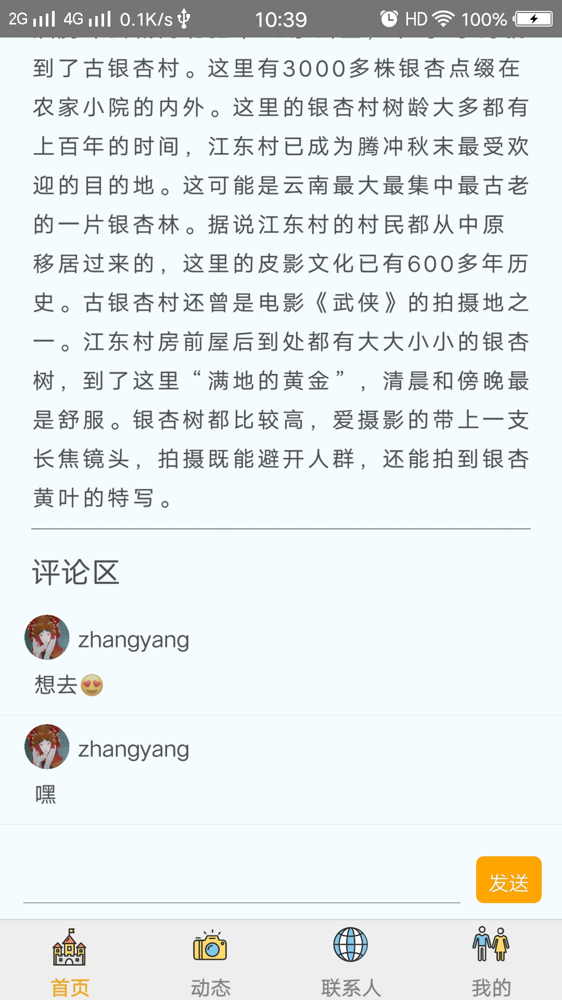 2G 4G 0.1K/s 10:39 HD 100%
到了古银杏村。这里有3000多株银杏点缀在
农家小院的内外。这里的银杏村树龄大多都有
上百年的时间，江东村已成为腾冲秋末最受欢
迎的目的地。这可能是云南最大最集中最古老
的一片银杏林。据说江东村的村民都从中原
移居过来的，这里的皮影文化已有600多年历
史。古银杏村还曾是电影《武侠》的拍摄地之
一。江东村房前屋后到处都有大大小小的银杏
树，到了这里“满地的黄金”，清晨和傍晚最
是舒服。银杏树都比较高，爱摄影的带上一支
长焦镜头，拍摄既能避开人群，还能拍到银杏
黄叶的特写。
评论区
zhangyang
想去😍
zhangyang
嘿
发送
首页 动态 联系人 我的